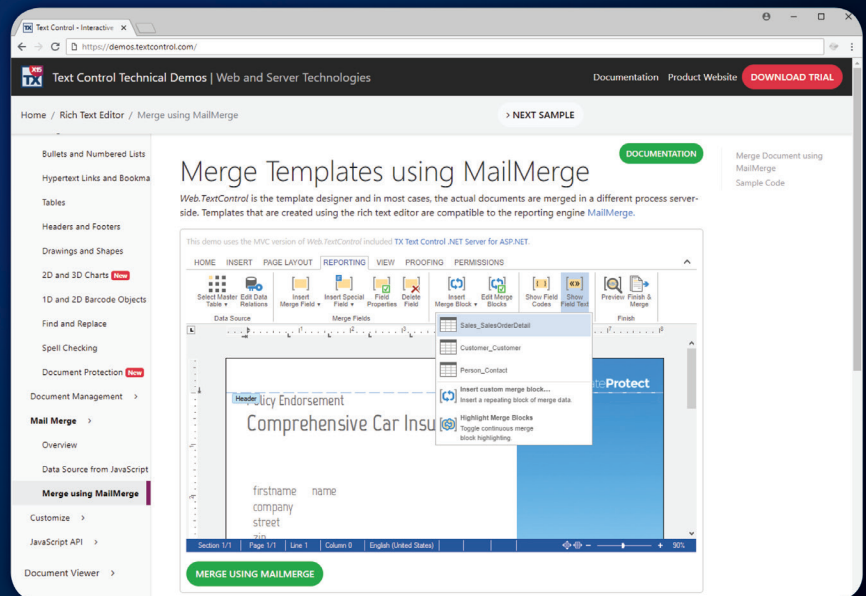 Text Control - Interactive
https://demos.textcontrol.com/
X15
TX Text Control Technical Demos | Web and Server Technologies
Documentation Product Website DOWNLOAD TRIAL
Home / Rich Text Editor / Merge using MailMerge
> NEXT SAMPLE
Bullets and Numbered Lists
Hypertext Links and Bookma
Tables
Headers and Footers
Drawings and Shapes
2D and 3D Charts New
1D and 2D Barcode Objects
Find and Replace
Spell Checking
Document Protection New
Document Management >
Mail Merge >
Overview
Data Source from JavaScript
Merge using MailMerge
Customize >
JavaScript API >
Document Viewer >
Merge Templates using MailMerge
DOCUMENTATION
Web.TextControl is the template designer and in most cases, the actual documents are merged in a different process server-
side. Templates that are created using the rich text editor are compatible to the reporting engine MailMerge.
Merge Document using
MailMerge
Sample Code
This demo uses the MVC version of Web.TextControl included TX Text Control .NET Server for ASP.NET.
HOME INSERT PAGE LAYOUT REPORTING VIEW PROOFING PERMISSIONS
Select Master Table
Edit Data Relations
Data Source
Insert Merge Field
Insert Special Field
Field Properties
Delete Field
Merge Fields
Insert Merge Block
Edit Merge Blocks
Show Field Codes
Show Field Text
Preview
Finish & Merge
Finish
Sales_SalesOrderDetail
Customer_Customer
Person_Contact
Insert custom merge block...
Insert a repeating block of merge data.
Highlight Merge Blocks
Toggle continuous merge
block highlighting.
Header
licy Endorsement
Comprehensive Car Insu
teProtect
firstname name
company
street
zip
Section 1/1 Page 1/1 Line 1 Column 0 English (United States) 90%
MERGE USING MAILMERGE